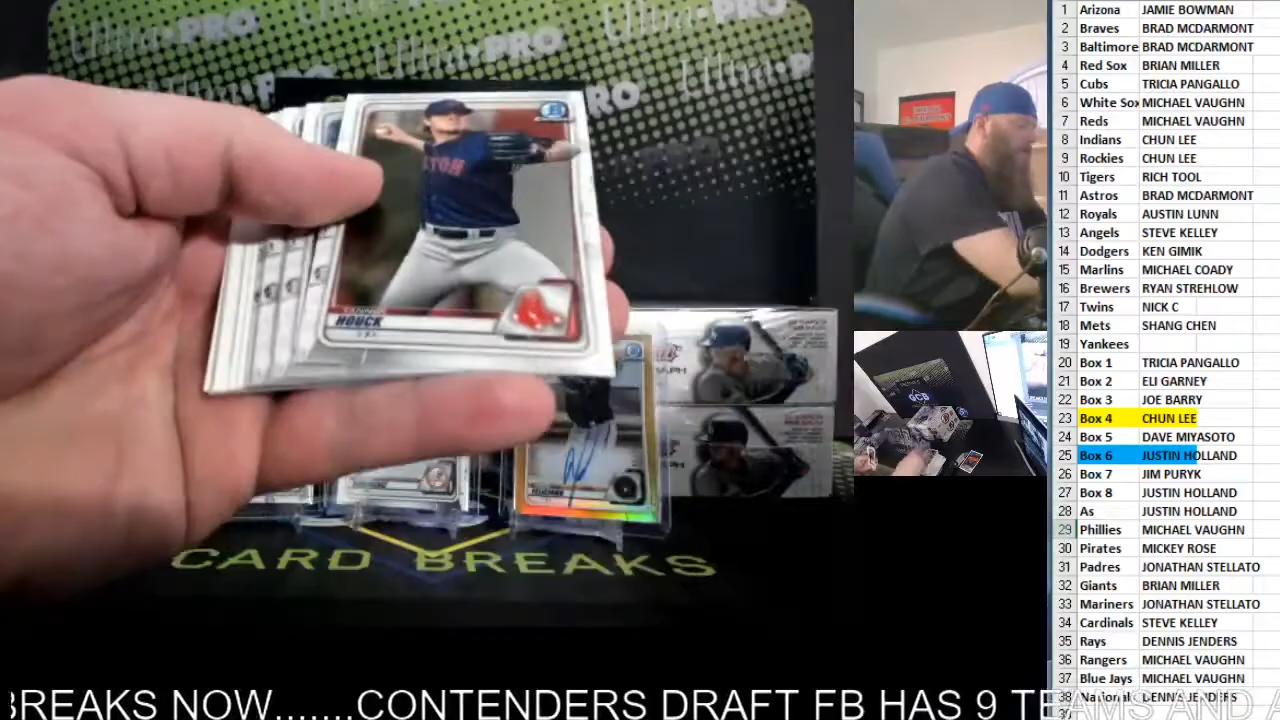 Ultra•PRO
Ultra•PRO
Ultra•PRO
HOUCK
CARD BREAKS
GCB
1 Arizona JAMIE BOWMAN
2 Braves BRAD MCDARMONT
3 Baltimore BRAD MCDARMONT
4 Red Sox BRIAN MILLER
5 Cubs TRICIA PANGALLO
6 White Sox MICHAEL VAUGHN
7 Reds MICHAEL VAUGHN
8 Indians CHUN LEE
9 Rockies CHUN LEE
10 Tigers RICH TOOL
11 Astros BRAD MCDARMONT
12 Royals AUSTIN LUNN
13 Angels STEVE KELLEY
14 Dodgers KEN GIMIK
15 Marlins MICHAEL COADY
16 Brewers RYAN STREHLOW
17 Twins NICK C
18 Mets SHANG CHEN
19 Yankees
20 Box 1 TRICIA PANGALLO
21 Box 2 ELI GARNEY
22 Box 3 JOE BARRY
23 Box 4 CHUN LEE
24 Box 5 DAVE MIYASOTO
25 Box 6 JUSTIN HOLLAND
26 Box 7 JIM PURYK
27 Box 8 JUSTIN HOLLAND
28 As JUSTIN HOLLAND
29 Phillies MICHAEL VAUGHN
30 Pirates MICKEY ROSE
31 Padres JONATHAN STELLATO
32 Giants BRIAN MILLER
33 Mariners JONATHAN STELLATO
34 Cardinals STEVE KELLEY
35 Rays DENNIS JENDERS
36 Rangers MICHAEL VAUGHN
37 Blue Jays MICHAEL VAUGHN
38 National DENNIS JENDERS
BREAKS NOW.......CONTENDERS DRAFT FB HAS 9 TEAMS AND